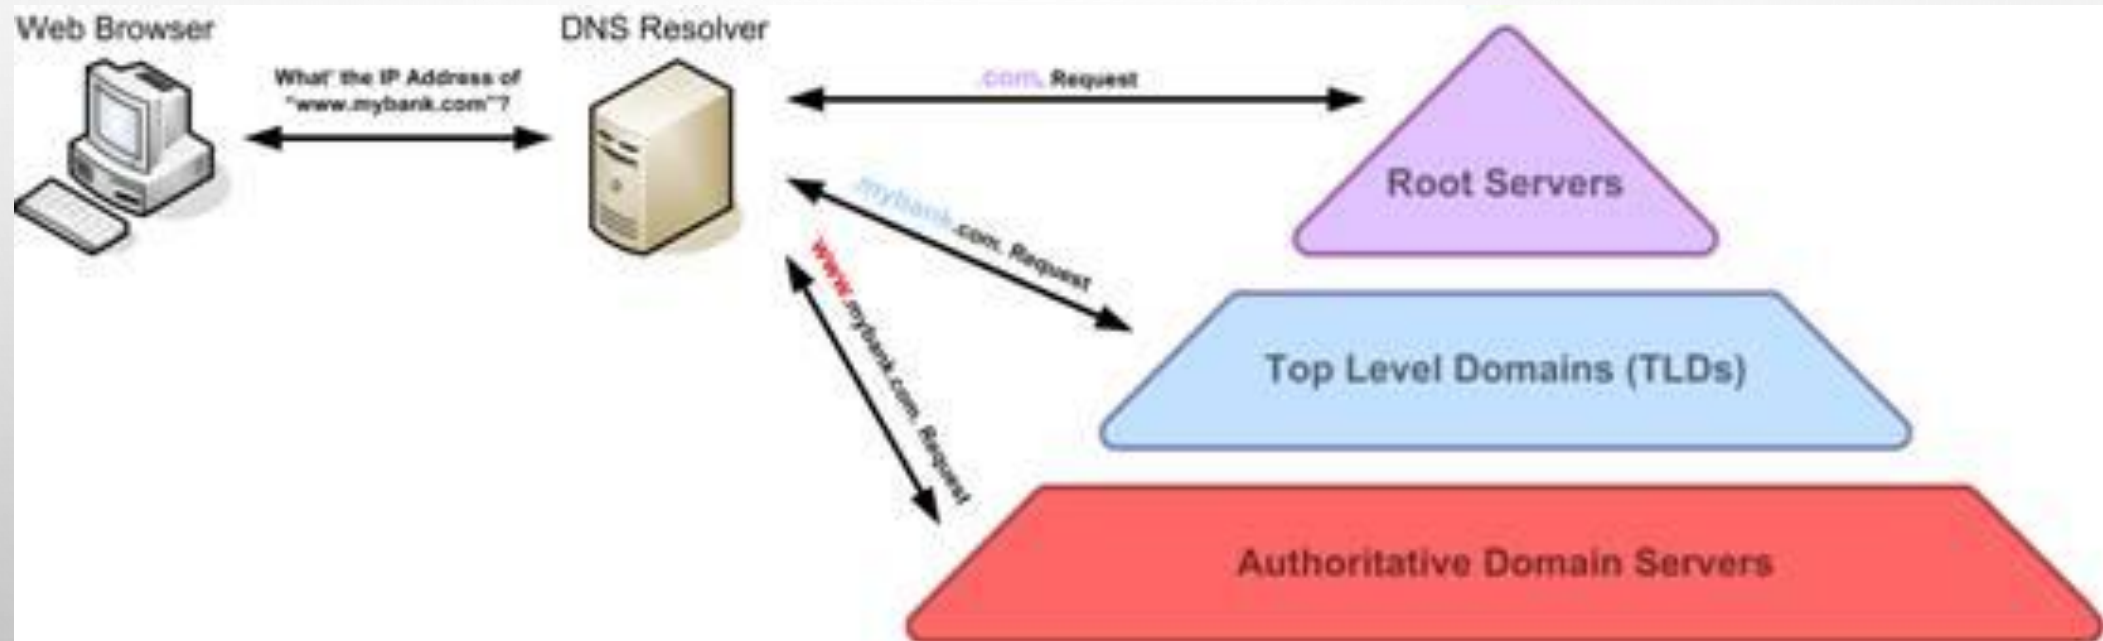 Web Browser
DNS Resolver
What' the IP Address of
"www.mybank.com"?
.com. Request
.mybank.com. Request
www.mybank.com. Request
Root Servers
Top Level Domains (TLDs)
Authoritative Domain Servers